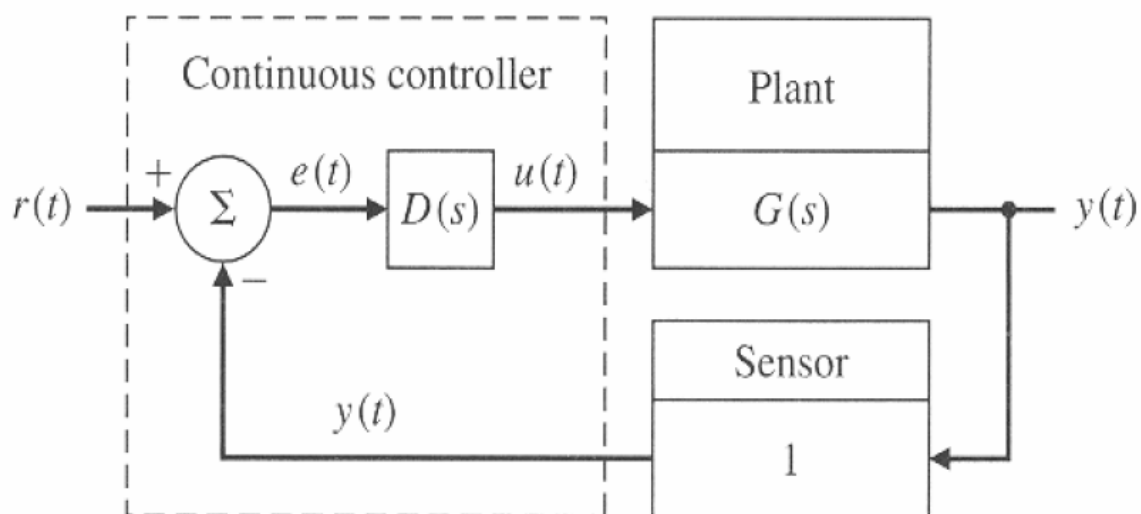 Continuous controller
Plant
+
e(t)
u(t)
r(t)
Σ
D(s)
G(s)
y(t)
−
Sensor
y(t)
1